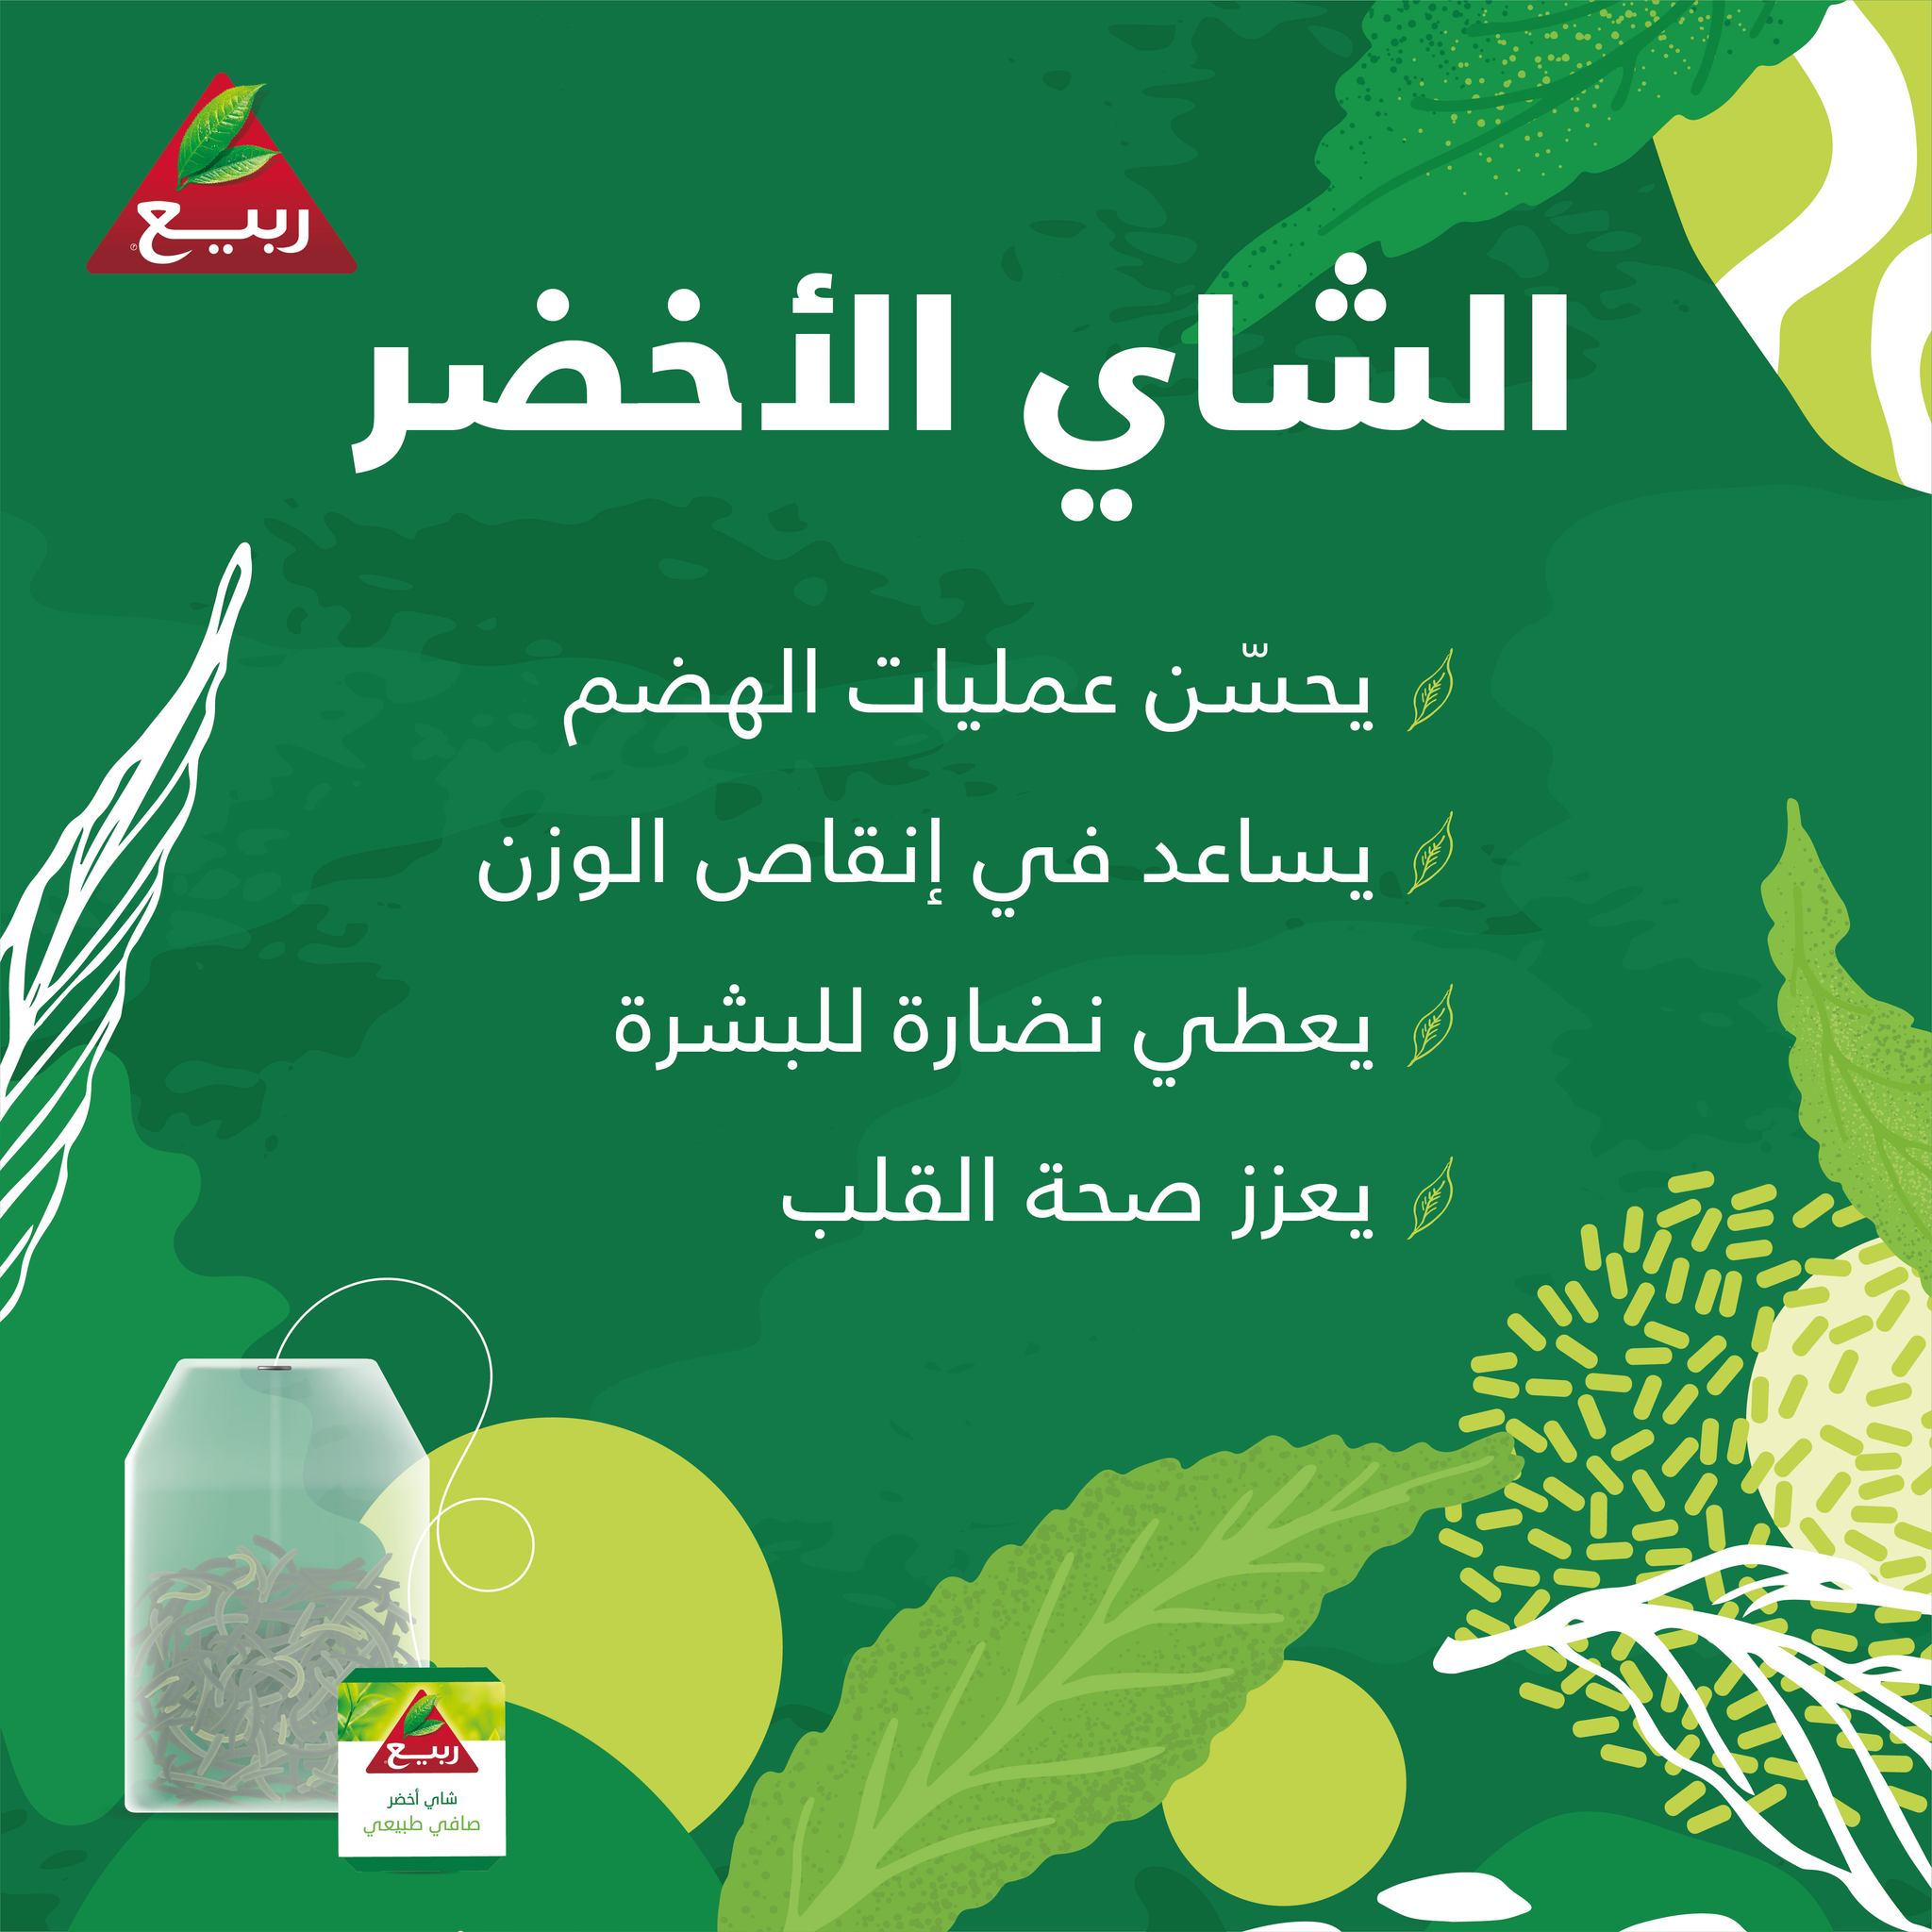 ربيع
الشاي الأخضر
يحسّن عمليات الهضم
يساعد في إنقاص الوزن
يعطي نضارة للبشرة
يعزز صحة القلب
ربيع
شاي أخضر
صافي طبيعي